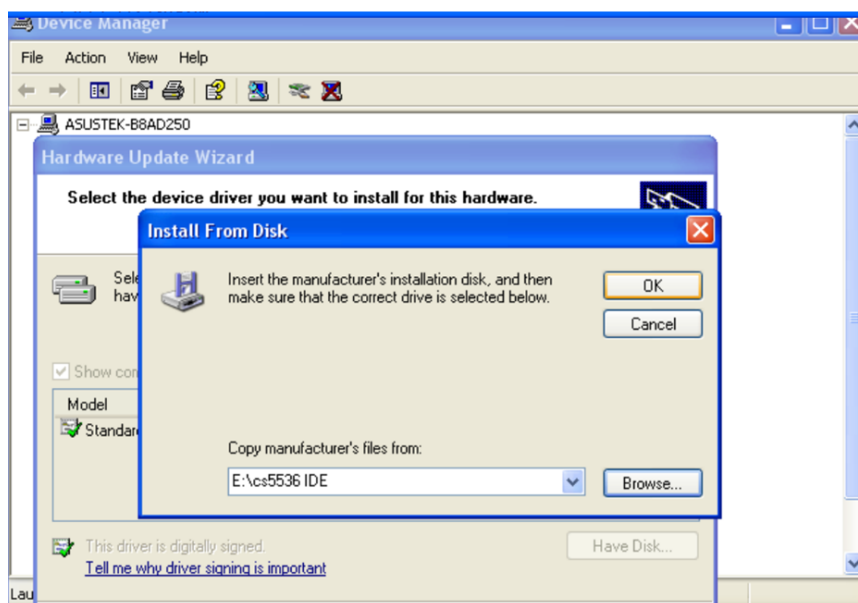 Device Manager
File Action View Help
ASUSTEK-B8AD250
Hardware Update Wizard
Select the device driver you want to install for this hardware.
Install From Disk
Insert the manufacturer's installation disk, and then
make sure that the correct drive is selected below.
OK
Cancel
Show con
Model
Standar
Copy manufacturer's files from:
E:\cs5536 IDE
Browse...
This driver is digitally signed.
Have Disk...
Tell me why driver signing is important
Lau